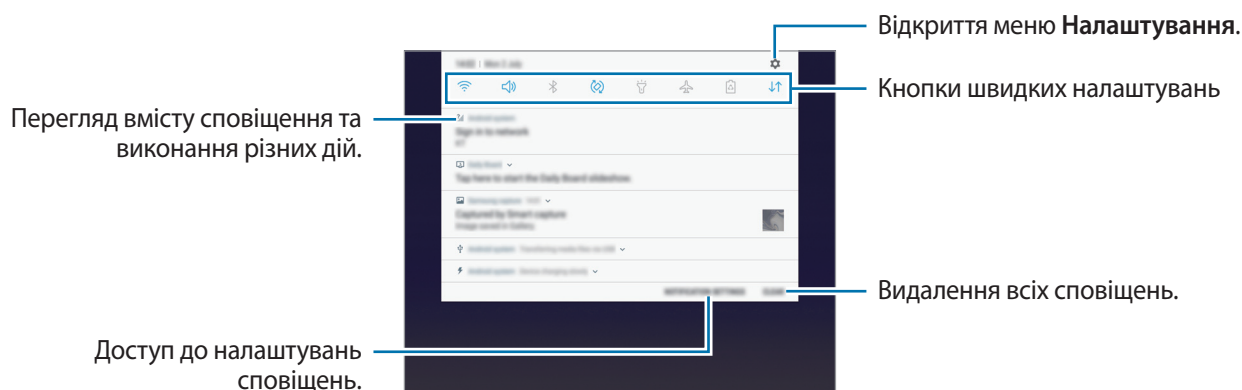 Відкриття меню Налаштування.
Кнопки швидких налаштувань
Перегляд вмісту сповіщення та
виконання різних дій.
Sign in to network
Tap here to start the Daily Board slideshow.
Captured by Smart capture
Image saved in Gallery
NOTIFICATION SETTINGS CLEAR
Видалення всіх сповіщень.
Доступ до налаштувань
сповіщень.